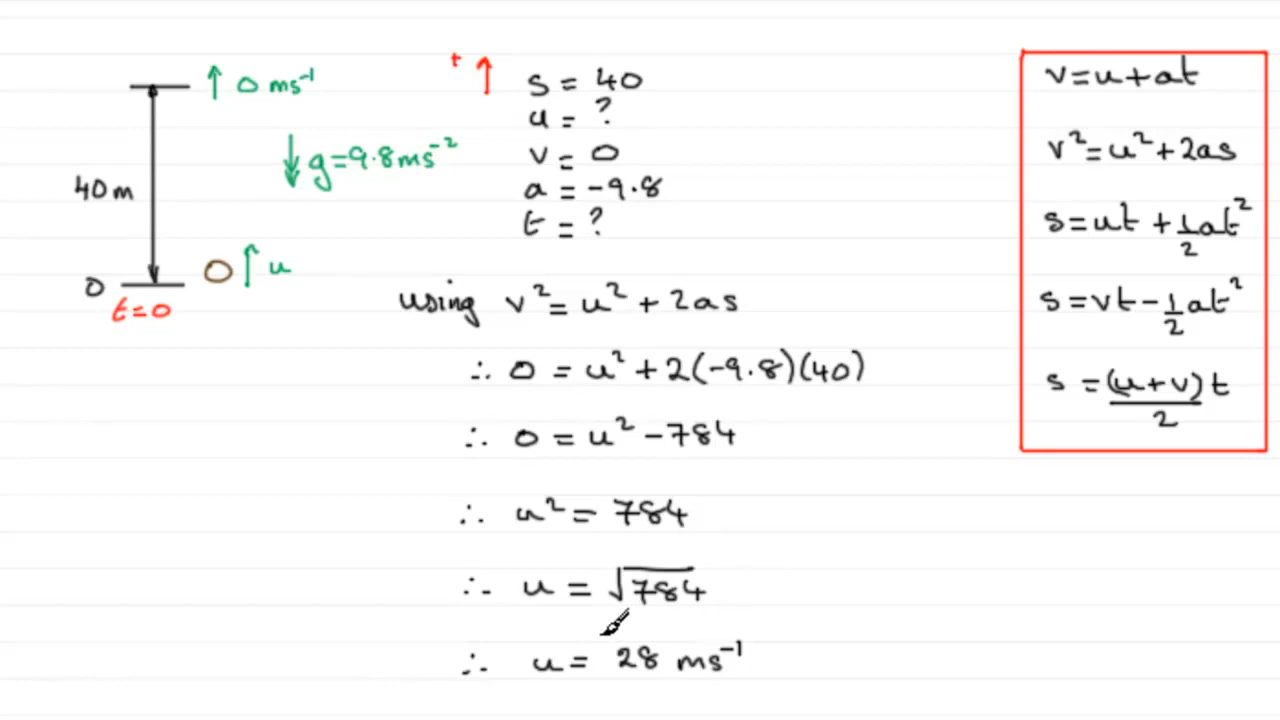 ↑ 0 ms⁻¹
↓ g=9.8ms⁻²
40m
0
↑ u
t=0
+ ↑
s = 40
u = ?
v = 0
a = -9.8
t = ?
using v² = u² + 2as
∴ 0 = u² + 2(-9.8)(40)
∴ 0 = u² - 784
∴ u² = 784
∴ u = √784
∴ u = 28 ms⁻¹
v = u + at
v² = u² + 2as
s = ut + ½at²
s = vt - ½at²
s = (u+v)t/2